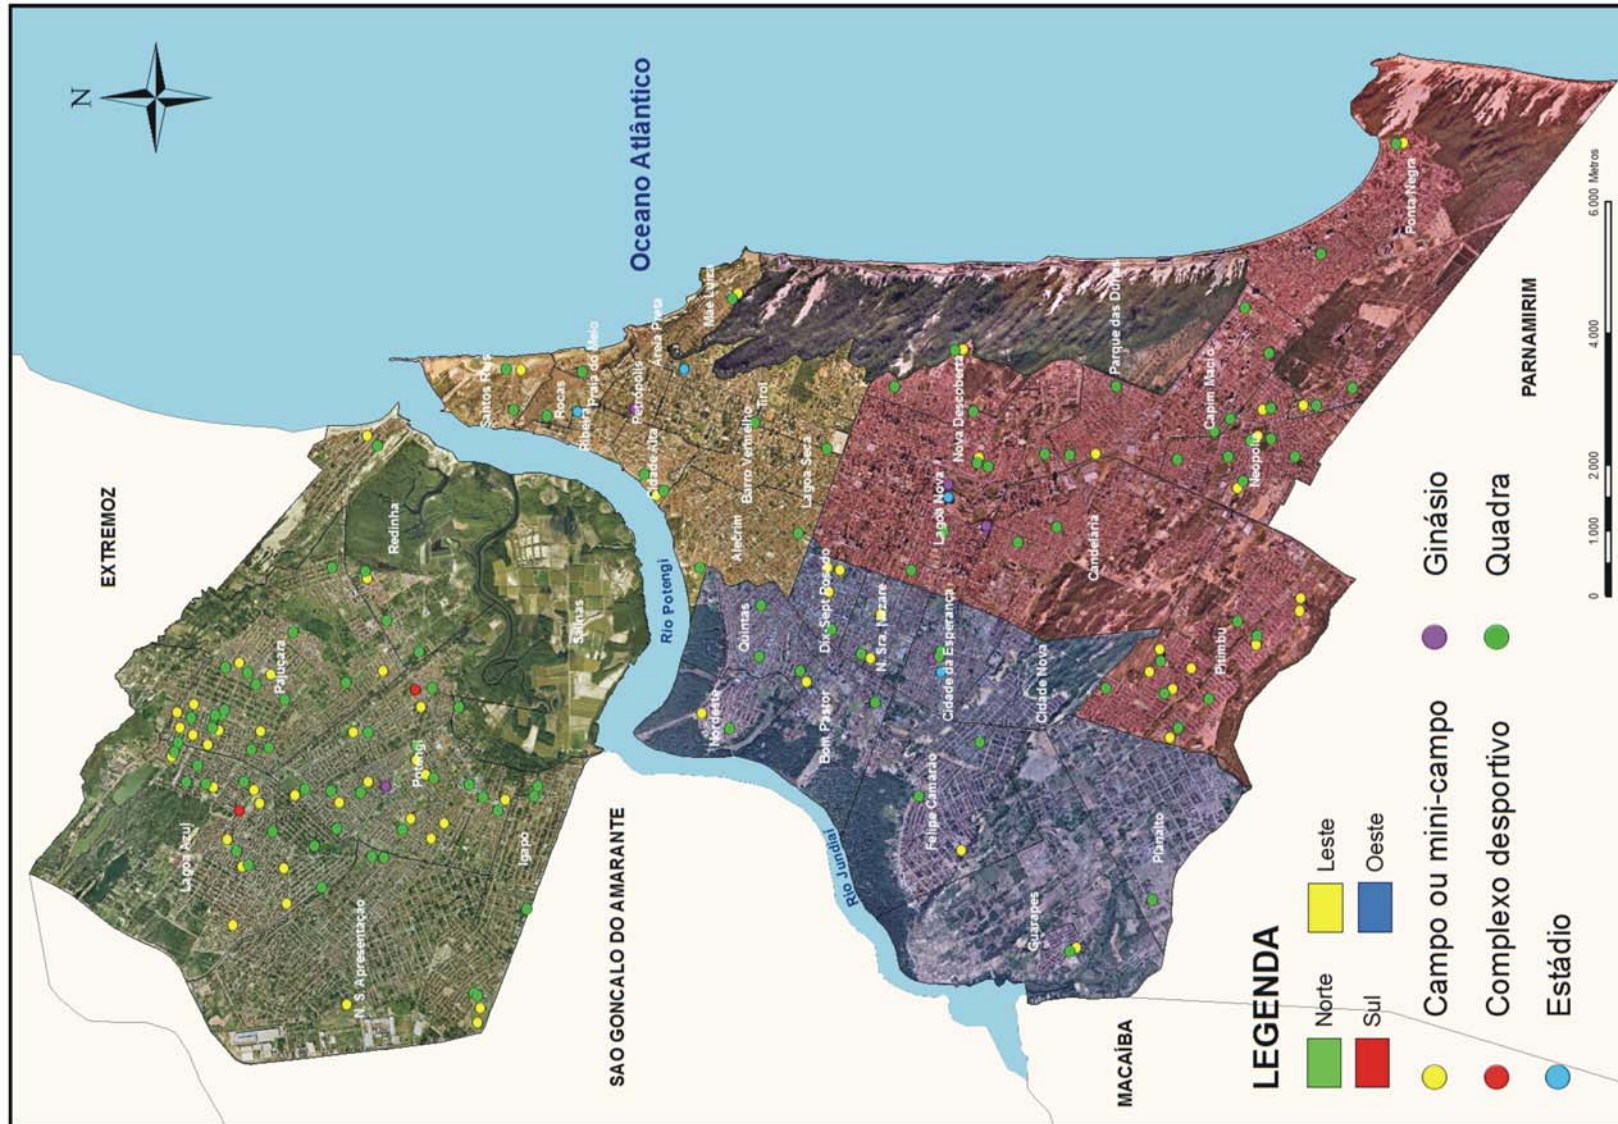 N
Oceano Atlântico
EXTREMOZ
Redinha
Salinas
Rio Potengi
Pajuçara
Potengi
Lagoa Azul
N. S. Apresentação
Igapo
SAO GONCALO DO AMARANTE
Santos Reis
Rocas
Praia do Meio
Ribeira
Petrópolis
Areia Preta
Mãe Luiza
Cidade Alta
Barro Vermelho
Tirol
Alecrim
Lagoa Seca
Quintas
Nordeste
Dix-Sept Rosado
Bom Pastor
N. Sra. Nazare
Cidade da Esperança
Cidade Nova
Felipe Camarão
Guarapes
Planalto
Rio Jundiaí
Nova Descoberta
Lagoa Nova
Parque das Dunas
Candelária
Capim Macio
Neopolis
Pitimbu
Ponta Negra
PARNAMIRIM
MACAÍBA
0 1.000 2.000 4.000 6.000 Metros
LEGENDA
Norte Leste
Sul Oeste
Campo ou mini-campo Ginásio
Complexo desportivo Quadra
Estádio